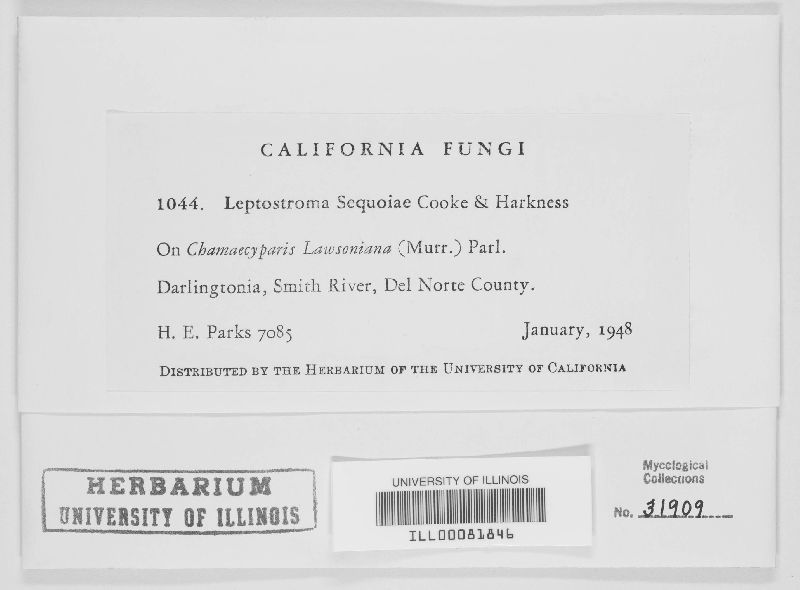 CALIFORNIA FUNGI
1044. Leptostroma Sequoiae Cooke & Harkness
On Chamaecyparis Lawsoniana (Murr.) Parl.
Darlingtonia, Smith River, Del Norte County.
H. E. Parks 7085 January, 1948
DISTRIBUTED BY THE HERBARIUM OF THE UNIVERSITY OF CALIFORNIA
HERBARIUM
UNIVERSITY OF ILLINOIS
UNIVERSITY OF ILLINOIS
ILL00081846
Mycological
Collections
No. 31909